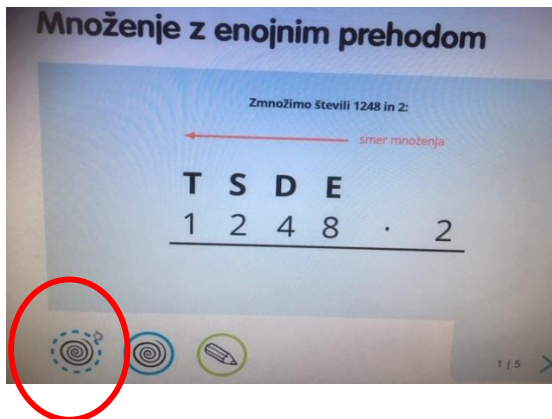 Množenje z enojnim prehodom
Zmnožimo števili 1248 in 2:
smer množenja
T S D E
1 2 4 8 · 2
1 / 5